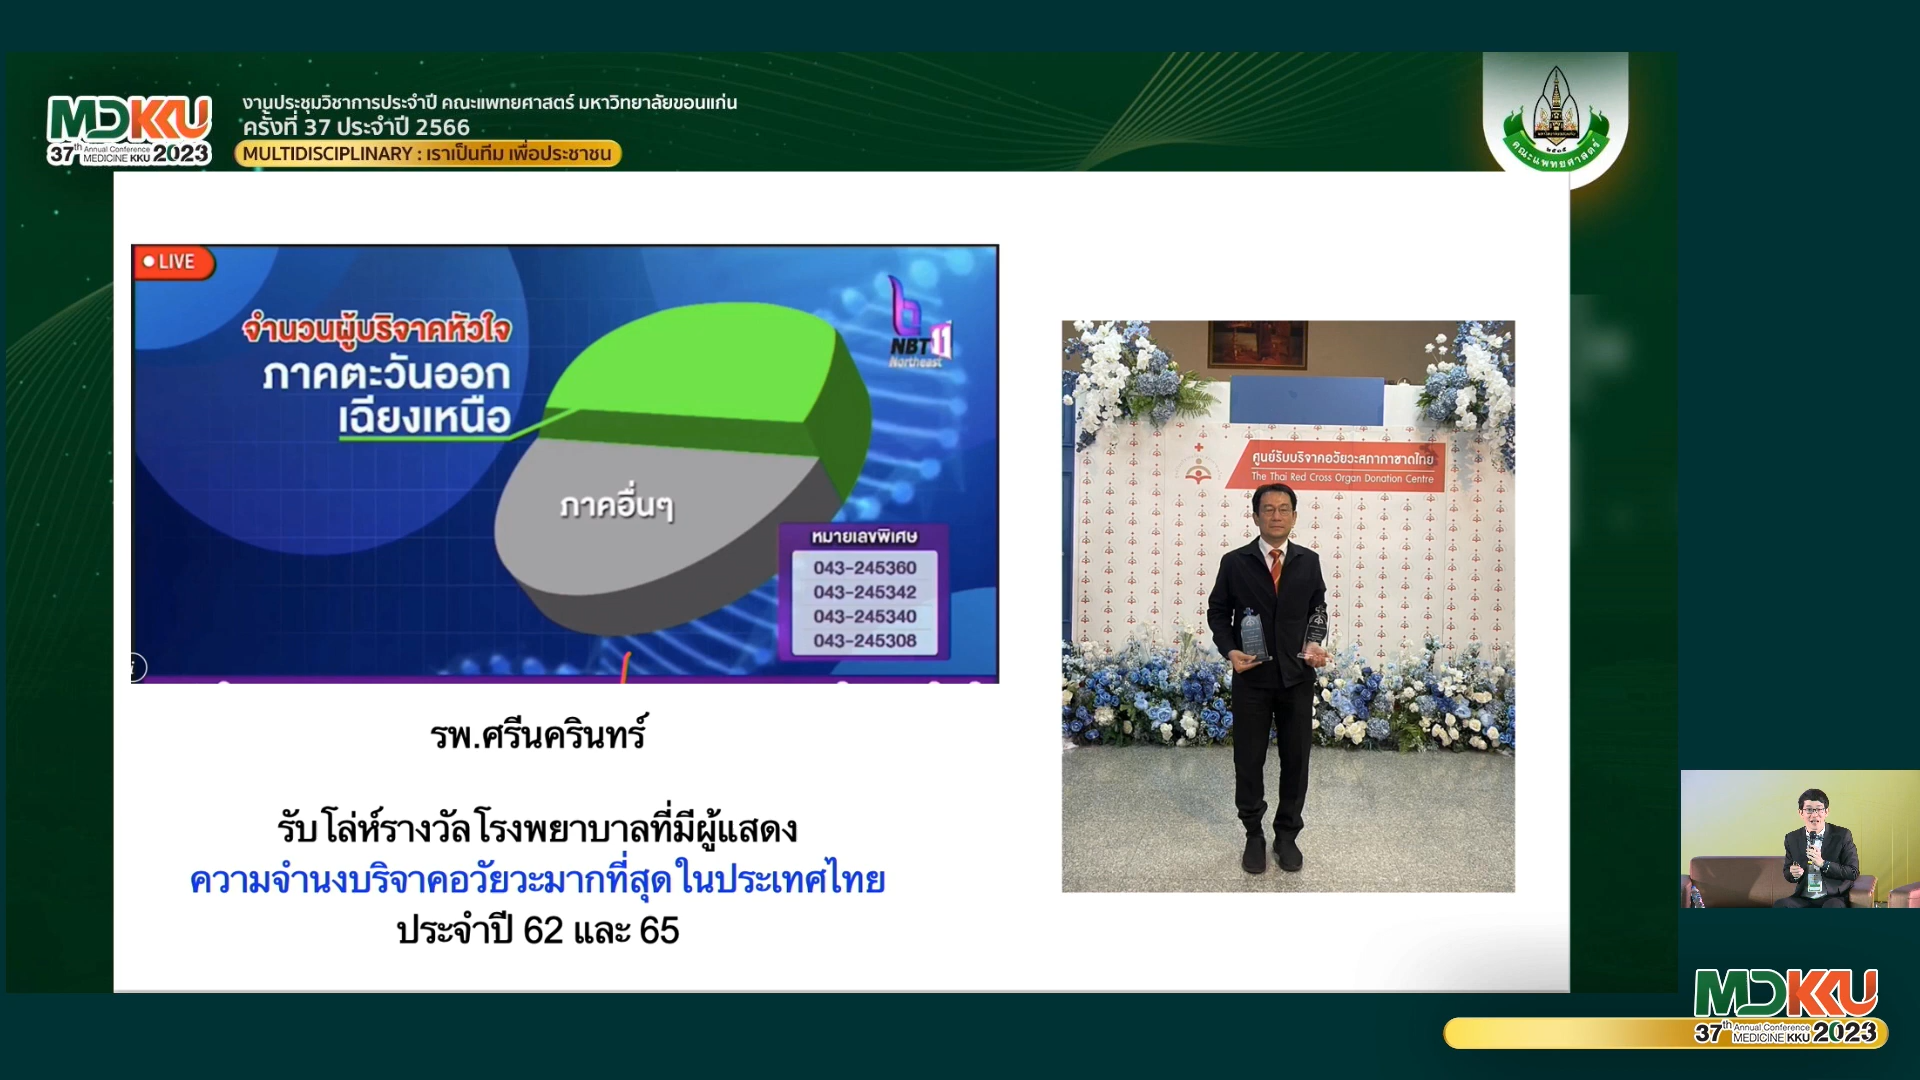 MDKKU
37th Annual Conference MEDICINE KKU 2023
งานประชุมวิชาการประจำปี คณะแพทยศาสตร์ มหาวิทยาลัยขอนแก่น
ครั้งที่ 37 ประจำปี 2566
MULTIDISCIPLINARY : เราเป็นทีม เพื่อประชาชน
คณะแพทยศาสตร์
LIVE
จำนวนผู้บริจาคหัวใจ
ภาคตะวันออก
เฉียงเหนือ
ภาคอื่นๆ
NBT 11
Northeast
หมายเลขพิเศษ
043-245360
043-245342
043-245340
043-245308
ศูนย์รับบริจาคอวัยวะสภากาชาดไทย
The Thai Red Cross Organ Donation Centre
รพ.ศรีนครินทร์
รับโล่ห์รางวัลโรงพยาบาลที่มีผู้แสดง
ความจำนงบริจาคอวัยวะมากที่สุดในประเทศไทย
ประจำปี 62 และ 65
MDKKU
37th Annual Conference MEDICINE KKU 2023